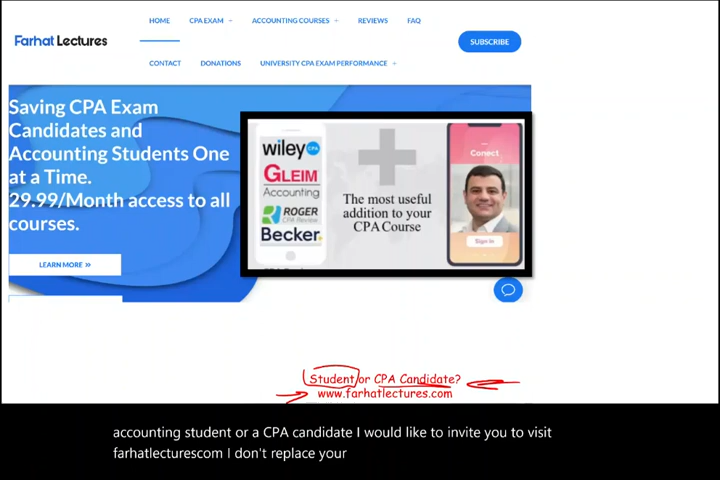 HOME CPA EXAM + ACCOUNTING COURSES + REVIEWS FAQ
Farhat Lectures
SUBSCRIBE
CONTACT DONATIONS UNIVERSITY CPA EXAM PERFORMANCE +
Saving CPA Exam
Candidates and
Accounting Students One
at a Time.
29.99/Month access to all
courses.
LEARN MORE »
wiley CPA
GLEIM
Accounting
ROGER
CPA Review
Becker
The most useful
addition to your
CPA Course
Conect
Sign in
Student or CPA Candidate?
www.farhatlectures.com
accounting student or a CPA candidate I would like to invite you to visit
farhatlecturescom I don't replace your